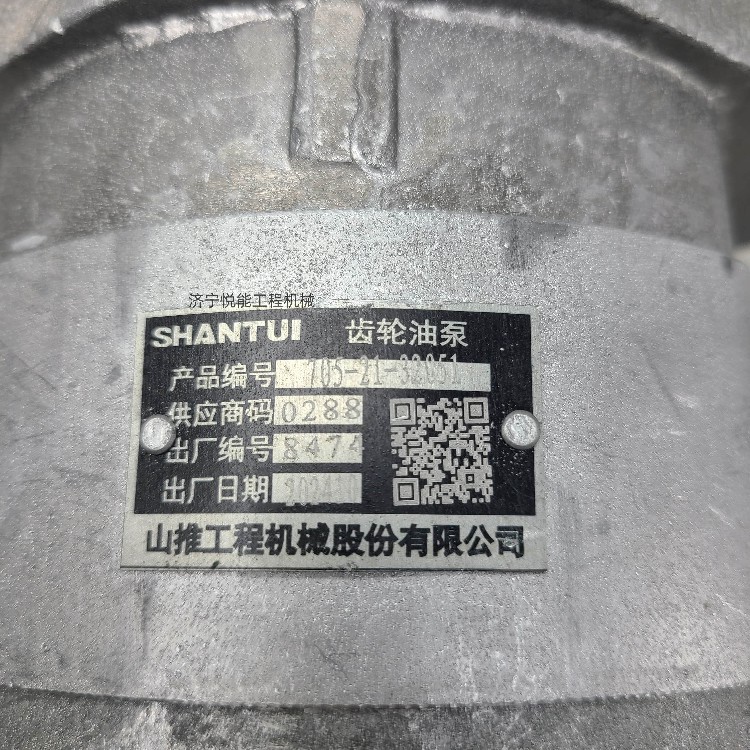 济宁悦能工程机械
SHANTUI 齿轮油泵
产品编号 705-21-32051
供应商码 0288
出厂编号 8474
出厂日期 202410
山推工程机械股份有限公司